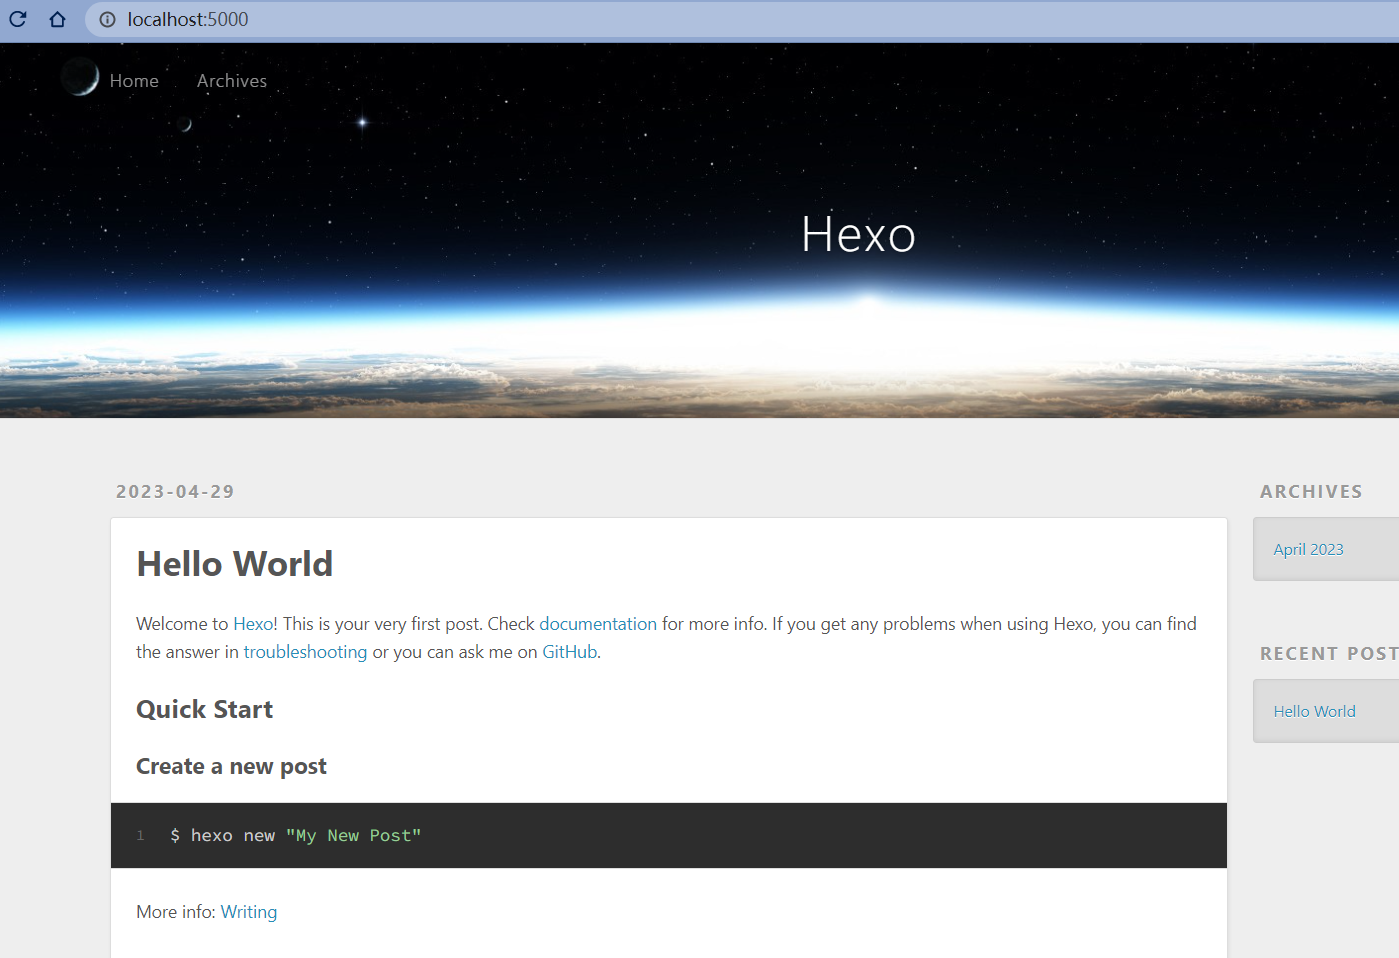 localhost:5000
Home Archives
Hexo
2023-04-29
Hello World
Welcome to Hexo! This is your very first post. Check documentation for more info. If you get any problems when using Hexo, you can find
the answer in troubleshooting or you can ask me on GitHub.
Quick Start
Create a new post
1 $ hexo new "My New Post"
More info: Writing
ARCHIVES
April 2023
RECENT POST
Hello World